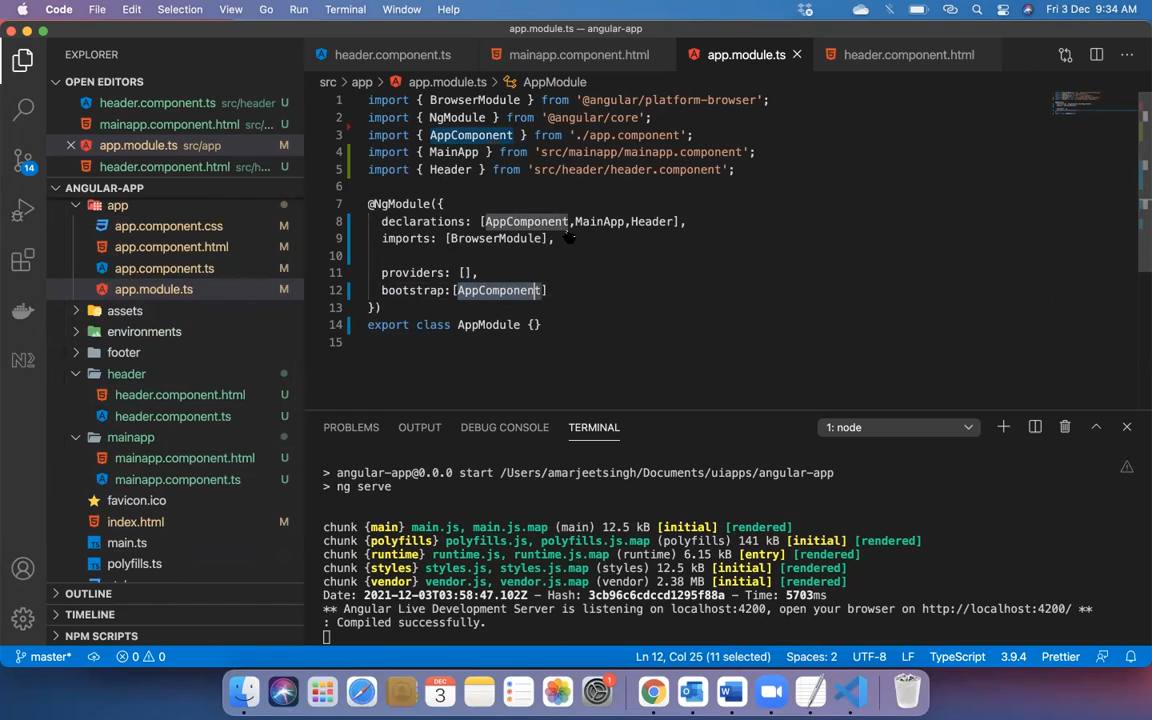 Code File Edit Selection View Go Run Terminal Window Help Fri 3 Dec 9:34 AM
app.module.ts — angular-app
EXPLORER
header.component.ts mainapp.component.html app.module.ts header.component.html
OPEN EDITORS
header.component.ts src/header U
mainapp.component.html src/... U
app.module.ts src/app M
header.component.html src/h... U
ANGULAR-APP
app
app.component.css
app.component.html
app.component.ts
app.module.ts M
assets
environments
footer
header
header.component.html U
header.component.ts U
mainapp
mainapp.component.html U
mainapp.component.ts U
favicon.ico
index.html M
main.ts
polyfills.ts
OUTLINE
TIMELINE
NPM SCRIPTS
14
src > app > app.module.ts > AppModule
1 import { BrowserModule } from '@angular/platform-browser';
2 import { NgModule } from '@angular/core';
3 import { AppComponent } from './app.component';
4 import { MainApp } from 'src/mainapp/mainapp.component';
5 import { Header } from 'src/header/header.component';
6
7 @NgModule({
8 declarations: [AppComponent,MainApp,Header],
9 imports: [BrowserModule],
10
11 providers: [],
12 bootstrap:[AppComponent]
13 })
14 export class AppModule {}
15
PROBLEMS OUTPUT DEBUG CONSOLE TERMINAL 1: node
> angular-app@0.0.0 start /Users/amarjeetsingh/Documents/uiapps/angular-app
> ng serve
chunk {main} main.js, main.js.map (main) 12.5 kB [initial] [rendered]
chunk {polyfills} polyfills.js, polyfills.js.map (polyfills) 141 kB [initial] [rendered]
chunk {runtime} runtime.js, runtime.js.map (runtime) 6.15 kB [entry] [rendered]
chunk {styles} styles.js, styles.js.map (styles) 12.5 kB [initial] [rendered]
chunk {vendor} vendor.js, vendor.js.map (vendor) 2.38 MB [initial] [rendered]
Date: 2021-12-03T03:58:47.102Z - Hash: 3cb96c6cdccd1295f88a - Time: 5703ms
** Angular Live Development Server is listening on localhost:4200, open your browser on http://localhost:4200/ **
: Compiled successfully.
master* 0 0 Ln 12, Col 25 (11 selected) Spaces: 2 UTF-8 LF TypeScript 3.9.4 Prettier
DEC
3
1